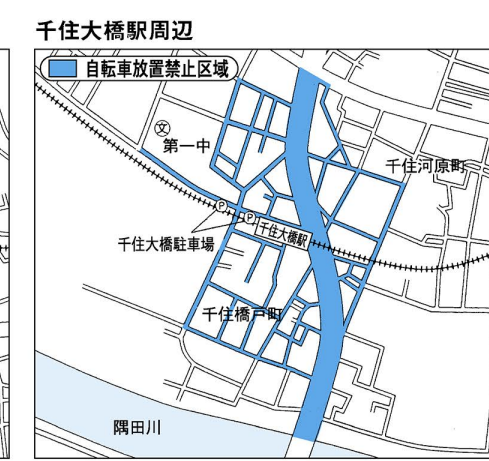 千住大橋駅周辺
自転車放置禁止区域
文
第一中
千住河原町
P
P
千住大橋駅
千住大橋駐車場
千住橋戸町
隅田川